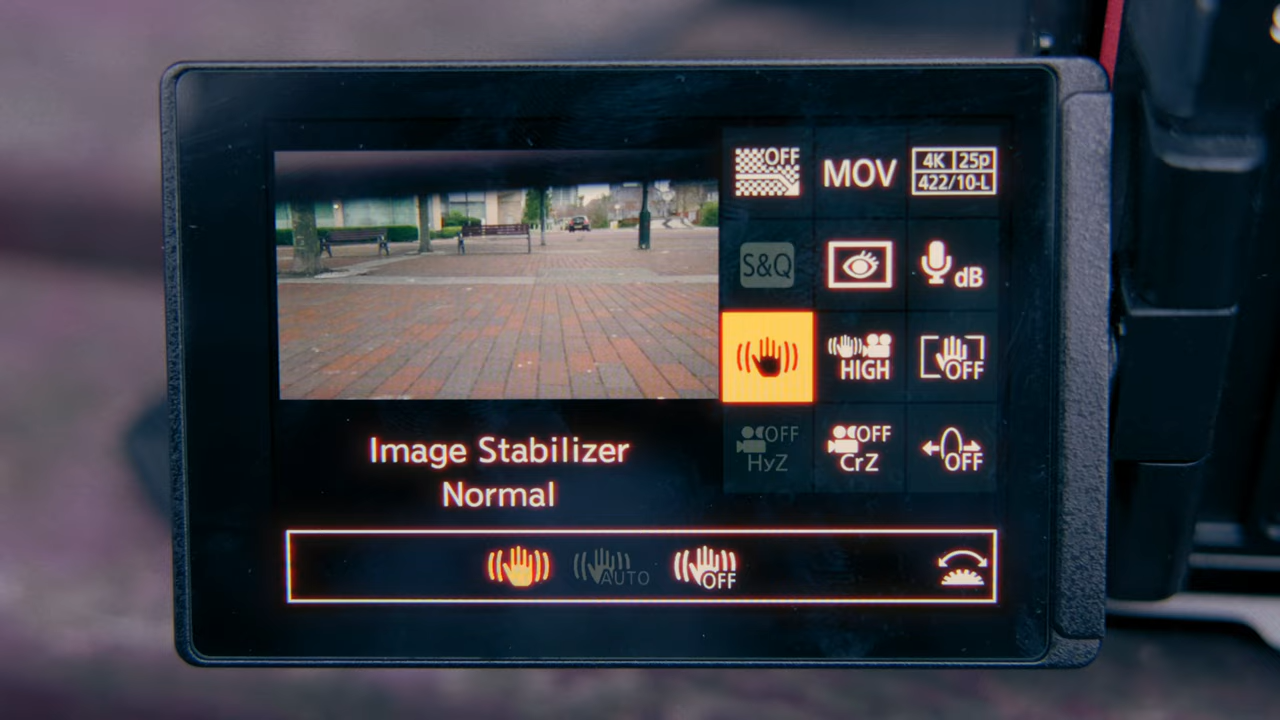 OFF
MOV
4K 25p
422/10-L
S&Q
dB
HIGH
OFF
OFF
HyZ
OFF
CrZ
OFF
Image Stabilizer
Normal
AUTO
OFF